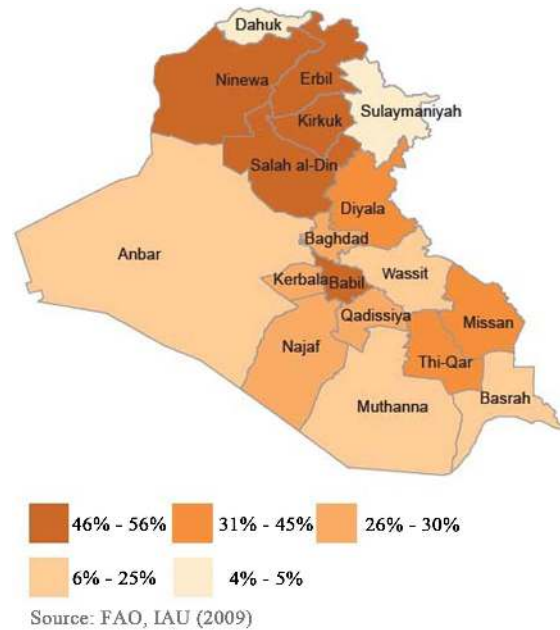 Dahuk
Ninewa
Erbil
Sulaymaniyah
Kirkuk
Salah al-Din
Diyala
Baghdad
Anbar
Wassit
Kerbala
Babil
Qadissiya
Missan
Najaf
Thi-Qar
Muthanna
Basrah
46% - 56% 31% - 45% 26% - 30%
6% - 25% 4% - 5%
Source: FAO, IAU (2009)